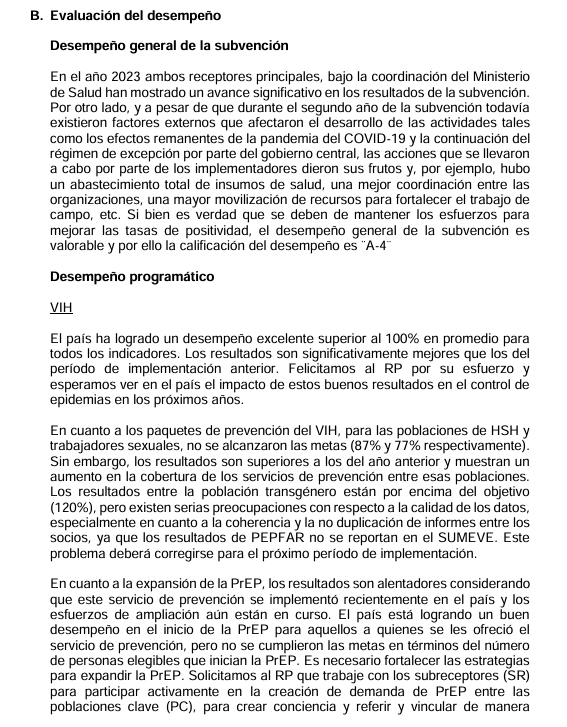 B. Evaluación del desempeño
Desempeño general de la subvención
En el año 2023 ambos receptores principales, bajo la coordinación del Ministerio
de Salud han mostrado un avance significativo en los resultados de la subvención.
Por otro lado, y a pesar de que durante el segundo año de la subvención todavía
existieron factores externos que afectaron el desarrollo de las actividades tales
como los efectos remanentes de la pandemia del COVID-19 y la continuación del
régimen de excepción por parte del gobierno central, las acciones que se llevaron
a cabo por parte de los implementadores dieron sus frutos y, por ejemplo, hubo
un abastecimiento total de insumos de salud, una mejor coordinación entre las
organizaciones, una mayor movilización de recursos para fortalecer el trabajo de
campo, etc. Si bien es verdad que se deben de mantener los esfuerzos para
mejorar las tasas de positividad, el desempeño general de la subvención es
valorable y por ello la calificación del desempeño es ¨A-4¨
Desempeño programático
VIH
El país ha logrado un desempeño excelente superior al 100% en promedio para
todos los indicadores. Los resultados son significativamente mejores que los del
período de implementación anterior. Felicitamos al RP por su esfuerzo y
esperamos ver en el país el impacto de estos buenos resultados en el control de
epidemias en los próximos años.
En cuanto a los paquetes de prevención del VIH, para las poblaciones de HSH y
trabajadores sexuales, no se alcanzaron las metas (87% y 77% respectivamente).
Sin embargo, los resultados son superiores a los del año anterior y muestran un
aumento en la cobertura de los servicios de prevención entre esas poblaciones.
Los resultados entre la población transgénero están por encima del objetivo
(120%), pero existen serias preocupaciones con respecto a la calidad de los datos,
especialmente en cuanto a la coherencia y la no duplicación de informes entre los
socios, ya que los resultados de PEPFAR no se reportan en el SUMEVE. Este
problema deberá corregirse para el próximo período de implementación.
En cuanto a la expansión de la PrEP, los resultados son alentadores considerando
que este servicio de prevención se implementó recientemente en el país y los
esfuerzos de ampliación aún están en curso. El país está logrando un buen
desempeño en el inicio de la PrEP para aquellos a quienes se les ofreció el
servicio de prevención, pero no se cumplieron las metas en términos del número
de personas elegibles que inician la PrEP. Es necesario fortalecer las estrategias
para expandir la PrEP. Solicitamos al RP que trabaje con los subreceptores (SR)
para participar activamente en la creación de demanda de PrEP entre las
poblaciones clave (PC), para crear conciencia y referir y vincular de manera